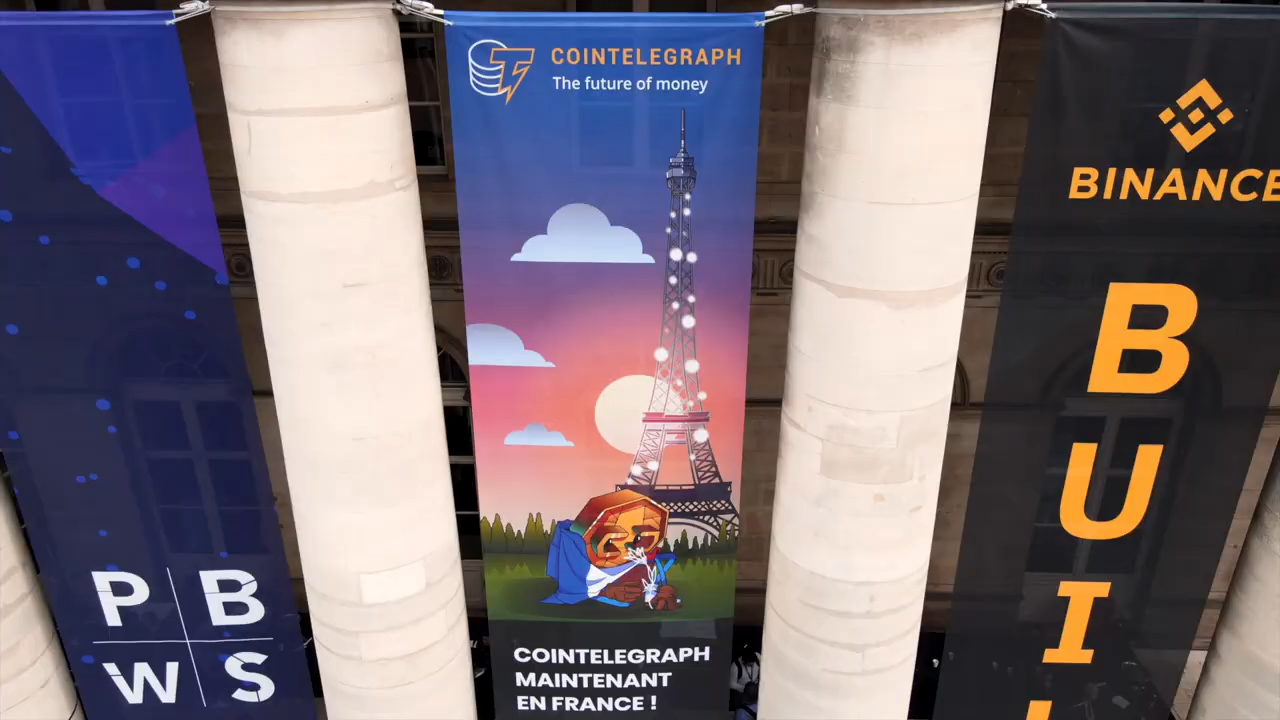 P B
W S
COINTELEGRAPH
The future of money
COINTELEGRAPH
MAINTENANT
EN FRANCE !
BINANCE
B
U
I